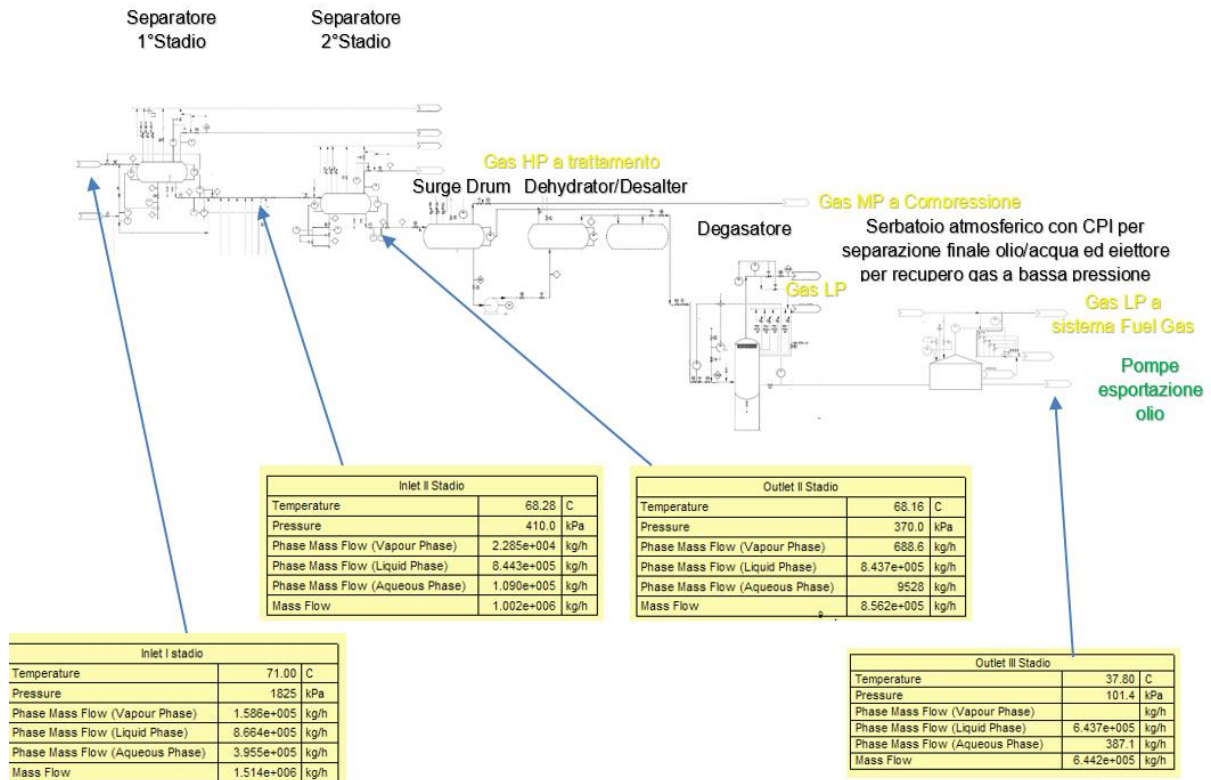 Separatore
1°Stadio
Separatore
2°Stadio
Gas HP a trattamento
Surge Drum
Dehydrator/Desalter
Gas MP a Compressione
Degasatore
Serbatoio atmosferico con CPI per
separazione finale olio/acqua ed eiettore
per recupero gas a bassa pressione
Gas LP
Gas LP a
sistema Fuel Gas
Pompe
esportazione
olio
Inlet II Stadio
Temperature 68.28 C
Pressure 410.0 kPa
Phase Mass Flow (Vapour Phase) 2.285e+004 kg/h
Phase Mass Flow (Liquid Phase) 8.443e+005 kg/h
Phase Mass Flow (Aqueous Phase) 1.090e+005 kg/h
Mass Flow 1.002e+006 kg/h
Outlet II Stadio
Temperature 68.16 C
Pressure 370.0 kPa
Phase Mass Flow (Vapour Phase) 688.6 kg/h
Phase Mass Flow (Liquid Phase) 8.437e+005 kg/h
Phase Mass Flow (Aqueous Phase) 9528 kg/h
Mass Flow 8.562e+005 kg/h
Inlet I stadio
Temperature 71.00 C
Pressure 1825 kPa
Phase Mass Flow (Vapour Phase) 1.586e+005 kg/h
Phase Mass Flow (Liquid Phase) 8.664e+005 kg/h
Phase Mass Flow (Aqueous Phase) 3.955e+005 kg/h
Mass Flow 1.514e+006 kg/h
Outlet III Stadio
Temperature 37.80 C
Pressure 101.4 kPa
Phase Mass Flow (Vapour Phase) kg/h
Phase Mass Flow (Liquid Phase) 6.437e+005 kg/h
Phase Mass Flow (Aqueous Phase) 387.1 kg/h
Mass Flow 6.442e+005 kg/h